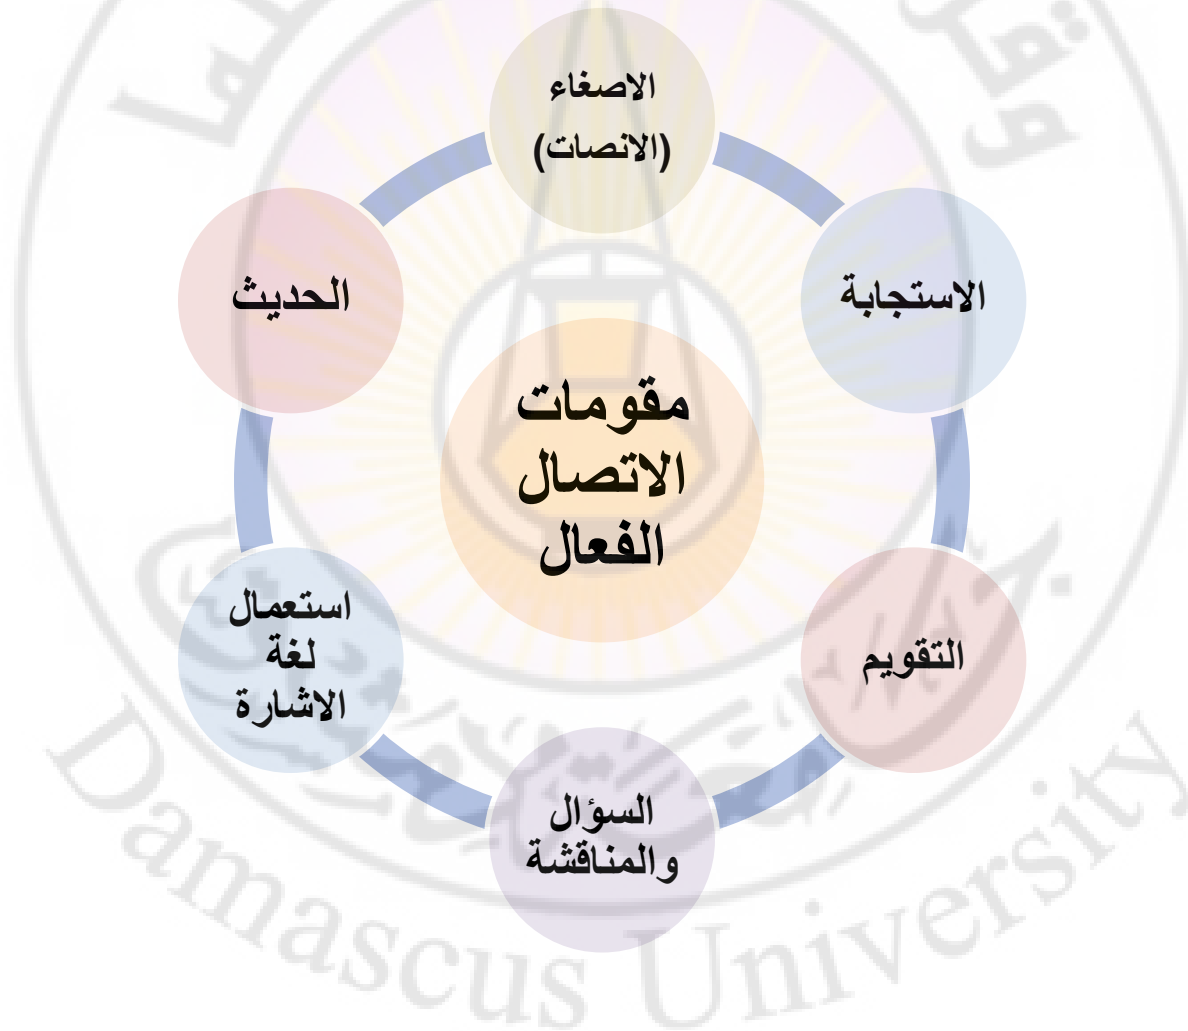 الاصغاء
(الانصات)
الاستجابة
التقويم
السؤال
والمناقشة
استعمال
لغة
الاشارة
الحديث
مقومات
الاتصال
الفعال
Damascus University